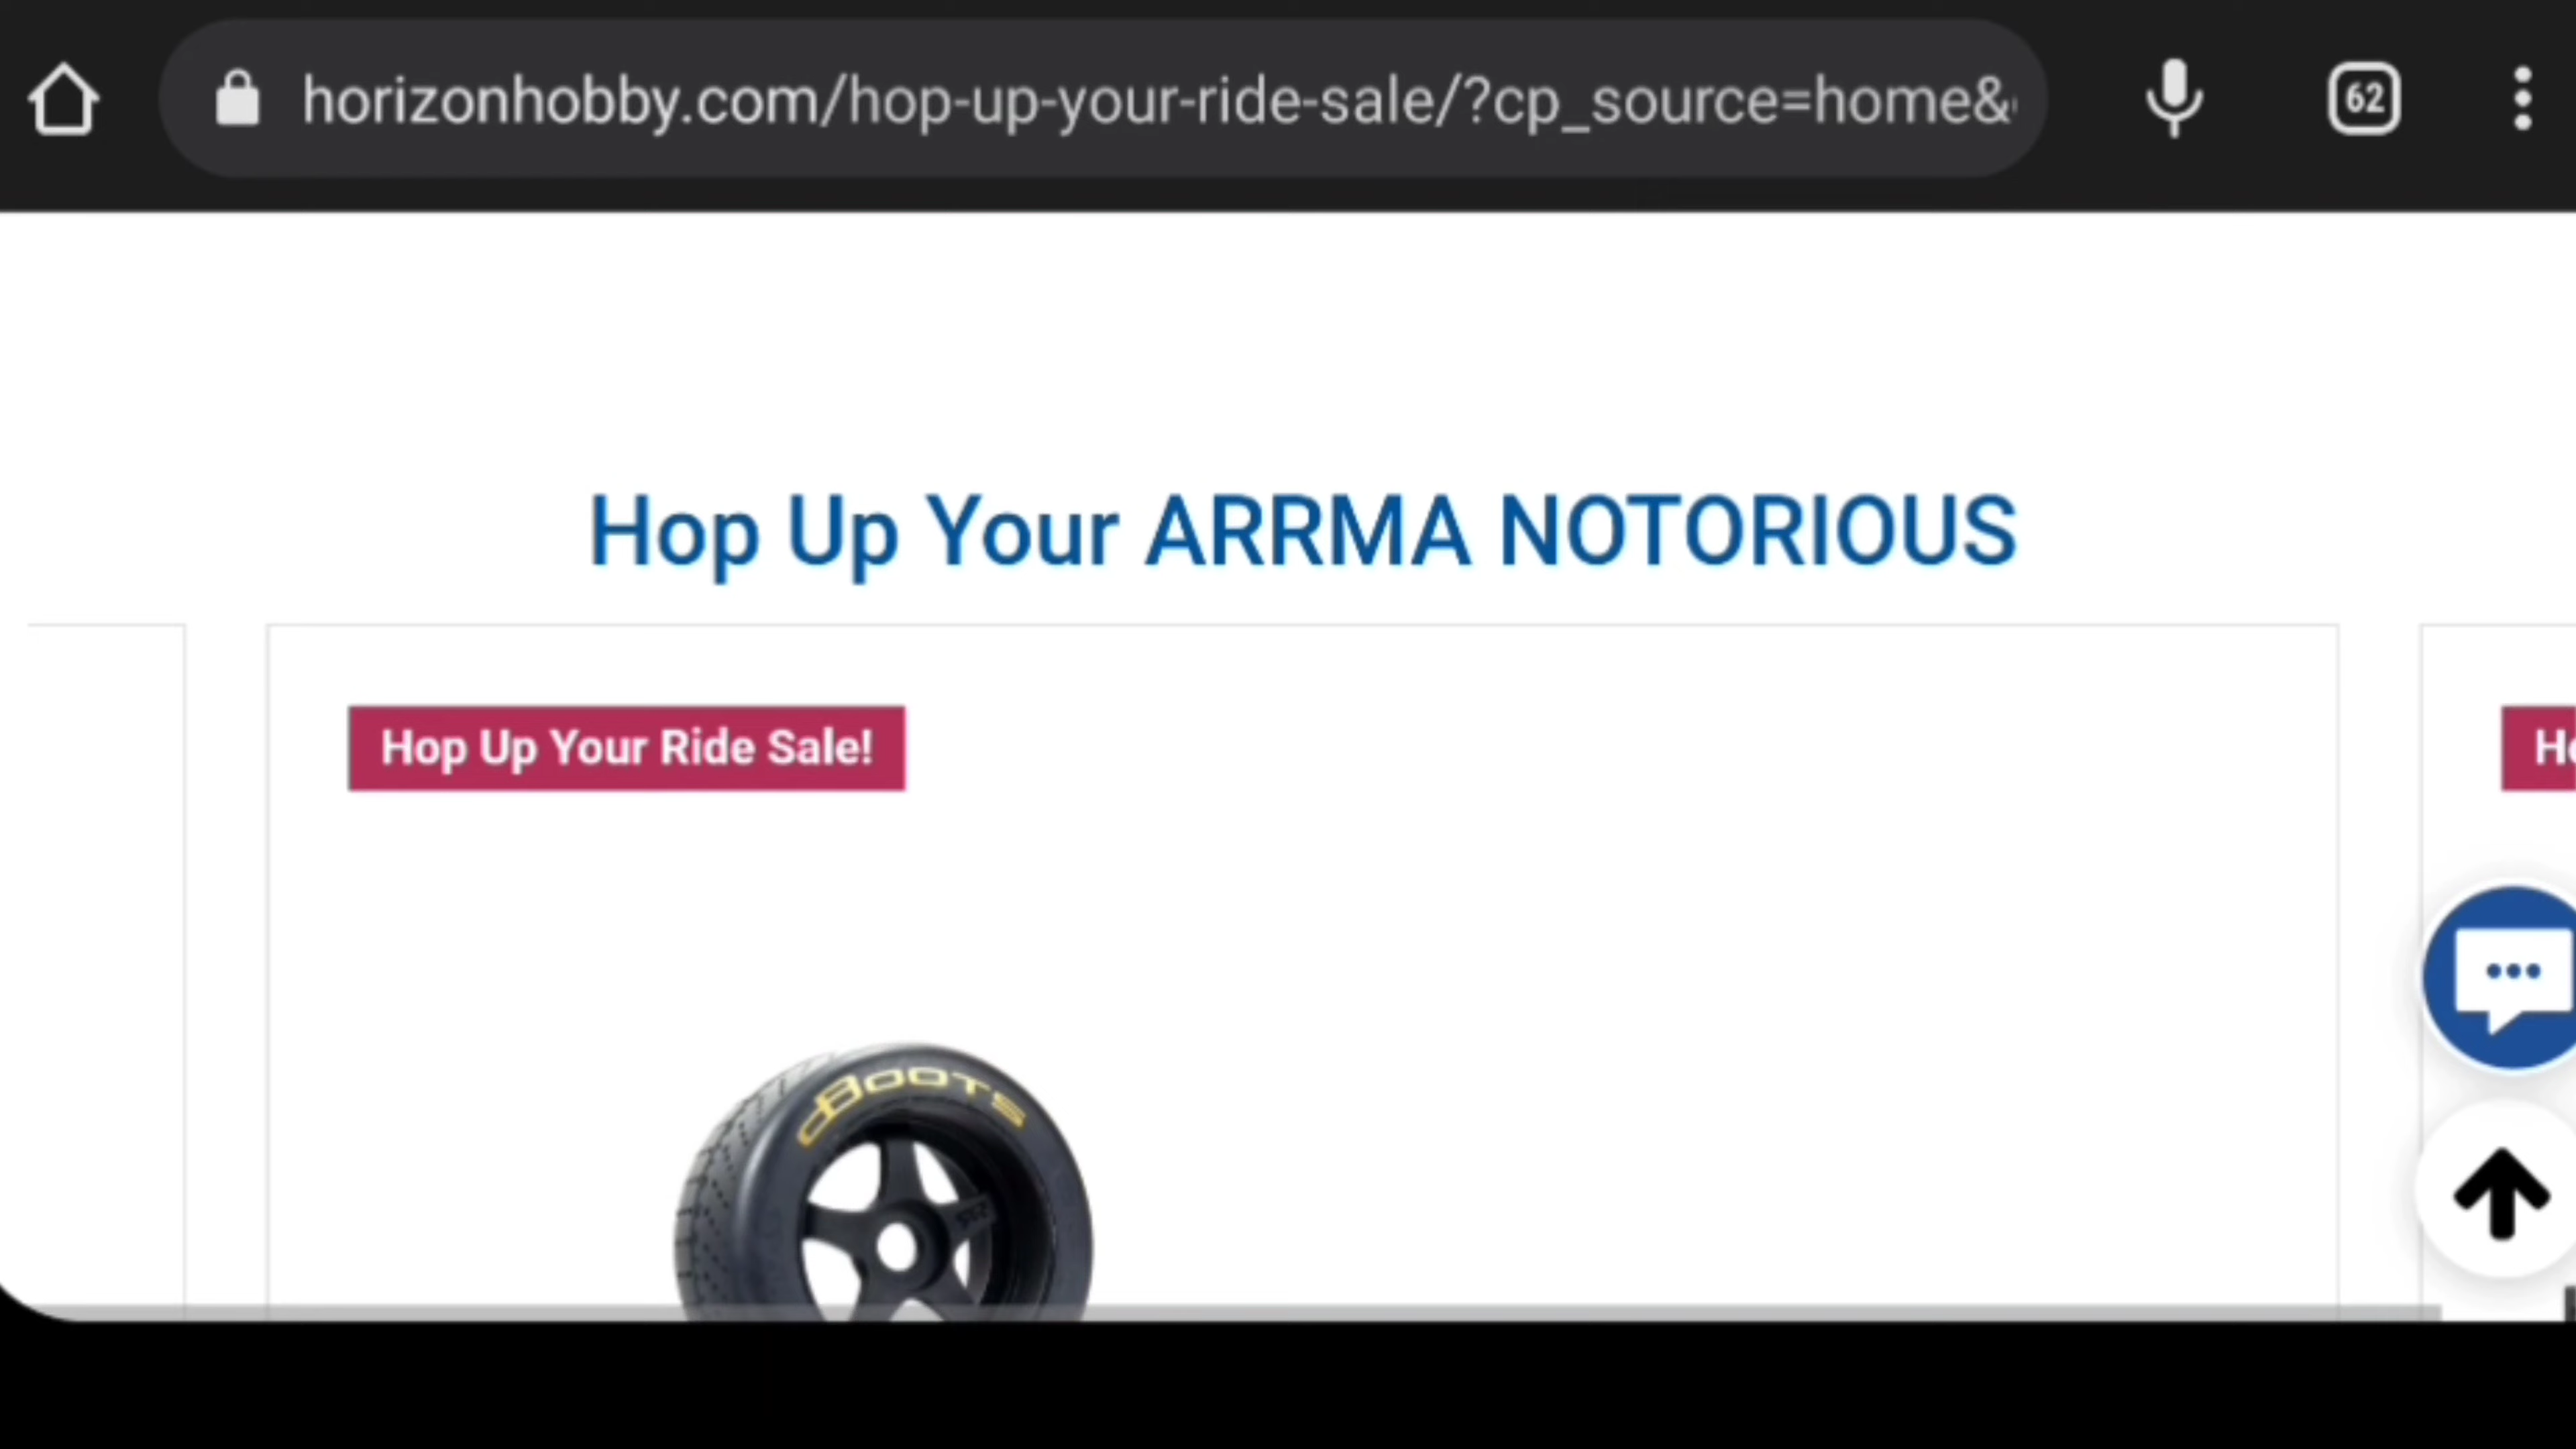 horizonhobby.com/hop-up-your-ride-sale/?cp_source=home&
62
Hop Up Your ARRMA NOTORIOUS
Hop Up Your Ride Sale!
dBOOTS